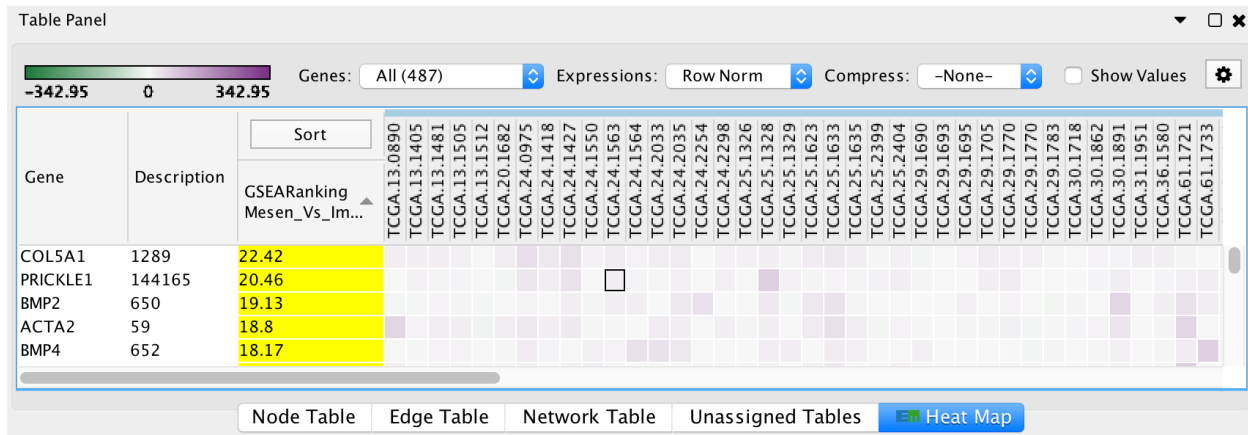 Table Panel
Genes: All (487) Expressions: Row Norm Compress: -None- Show Values
-342.95 0 342.95
Gene Description Sort
GSEARanking
Mesen_Vs_Im...
TCGA.13.0890
TCGA.13.1405
TCGA.13.1481
TCGA.13.1505
TCGA.13.1512
TCGA.20.1682
TCGA.24.0975
TCGA.24.1418
TCGA.24.1427
TCGA.24.1550
TCGA.24.1563
TCGA.24.1564
TCGA.24.2033
TCGA.24.2035
TCGA.24.2254
TCGA.24.2298
TCGA.25.1326
TCGA.25.1328
TCGA.25.1329
TCGA.25.1623
TCGA.25.1633
TCGA.25.1635
TCGA.25.2399
TCGA.25.2404
TCGA.29.1690
TCGA.29.1693
TCGA.29.1695
TCGA.29.1705
TCGA.29.1770
TCGA.29.1770
TCGA.29.1783
TCGA.30.1718
TCGA.30.1862
TCGA.30.1891
TCGA.31.1951
TCGA.36.1580
TCGA.61.1721
TCGA.61.1733
COL5A1 1289 22.42
PRICKLE1 144165 20.46
BMP2 650 19.13
ACTA2 59 18.8
BMP4 652 18.17
Node Table Edge Table Network Table Unassigned Tables Heat Map